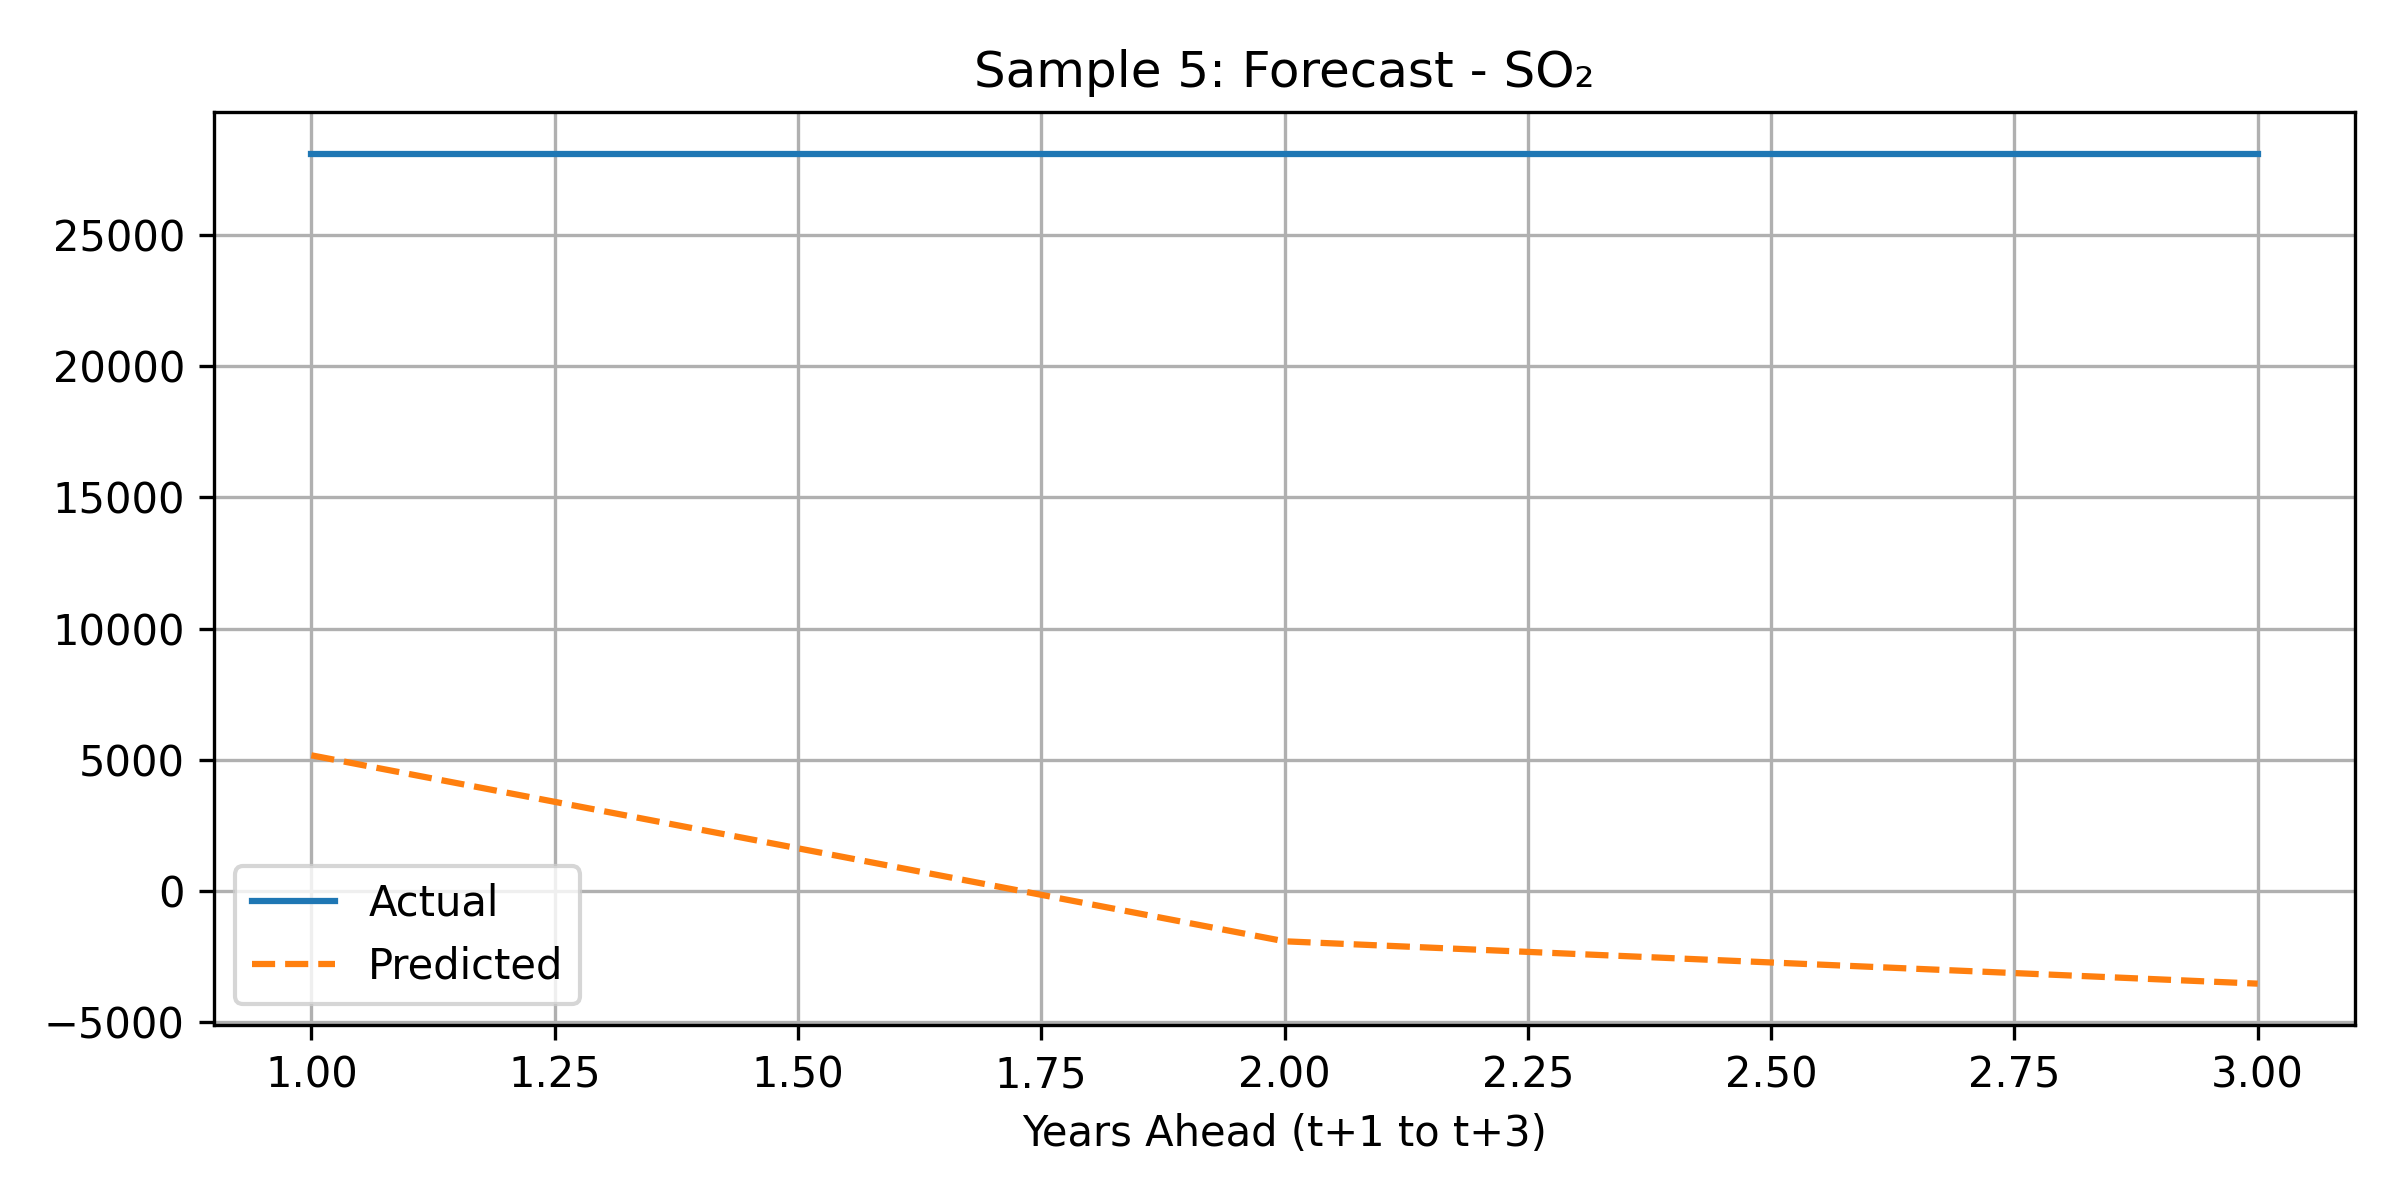 Sample 5: Forecast - SO₂
25000
20000
15000
10000
5000
0
−5000
Actual
Predicted
1.00 1.25 1.50 1.75 2.00 2.25 2.50 2.75 3.00
Years Ahead (t+1 to t+3)